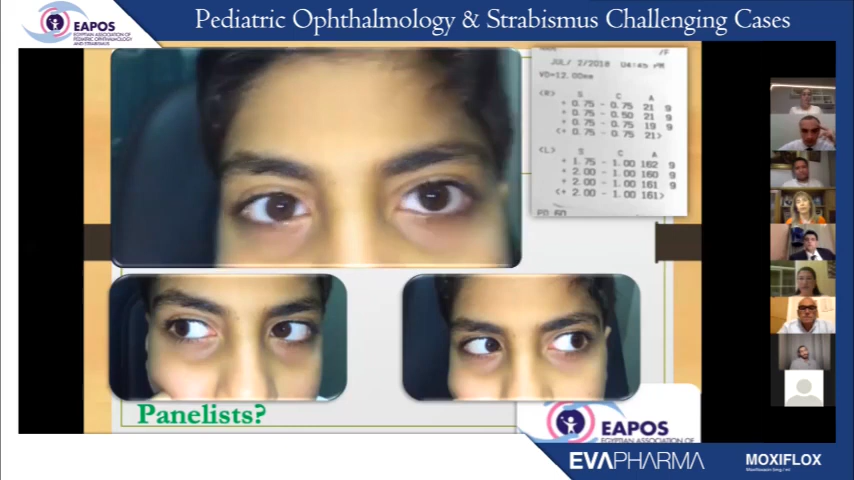 Pediatric Ophthalmology & Strabismus Challenging Cases
EAPOS
EGYPTIAN ASSOCIATION OF
PEDIATRIC OPHTHALMOLOGY
AND STRABISMUS
/F
JUL/ 2/2018 04:45 PM
VD=12.00mm
<R> S C A
+ 0.75 - 0.75 21 9
+ 0.75 - 0.50 21 9
+ 0.75 - 0.75 19 9
<+ 0.75 - 0.75 21>
<L> S C A
+ 1.75 - 1.00 162 9
+ 2.00 - 1.00 160 9
+ 2.00 - 1.00 161 9
<+ 2.00 - 1.00 161>
PD 60
Panelists?
EAPOS
EGYPTIAN ASSOCIATION OF
EVAPHARMA
MOXIFLOX